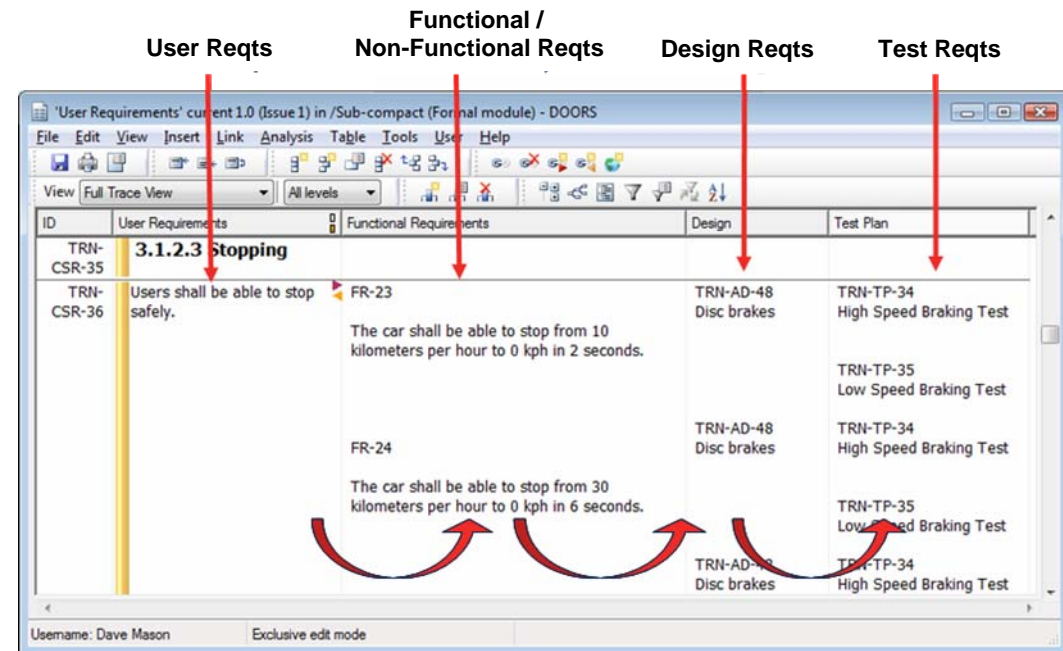 Functional /
User Reqts Non-Functional Reqts Design Reqts Test Reqts
'User Requirements' current 1.0 (Issue 1) in /Sub-compact (Formal module) - DOORS
File Edit View Insert Link Analysis Table Tools User Help
View Full Trace View All levels
ID User Requirements Functional Requirements Design Test Plan
TRN-
CSR-35
3.1.2.3 Stopping
TRN-
CSR-36
Users shall be able to stop
safely.
FR-23
The car shall be able to stop from 10
kilometers per hour to 0 kph in 2 seconds.
TRN-AD-48
Disc brakes
TRN-TP-34
High Speed Braking Test
TRN-TP-35
Low Speed Braking Test
FR-24
The car shall be able to stop from 30
kilometers per hour to 0 kph in 6 seconds.
TRN-AD-48
Disc brakes
TRN-TP-34
High Speed Braking Test
TRN-TP-35
Low Speed Braking Test
TRN-AD-48
Disc brakes
TRN-TP-34
High Speed Braking Test
Username: Dave Mason Exclusive edit mode